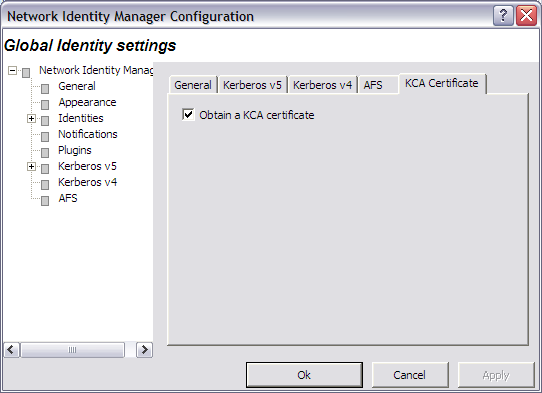 Network Identity Manager Configuration
Global Identity settings
Network Identity Manag
General
Appearance
Identities
Notifications
Plugins
Kerberos v5
Kerberos v4
AFS
General Kerberos v5 Kerberos v4 AFS KCA Certificate
Obtain a KCA certificate
Ok Cancel Apply